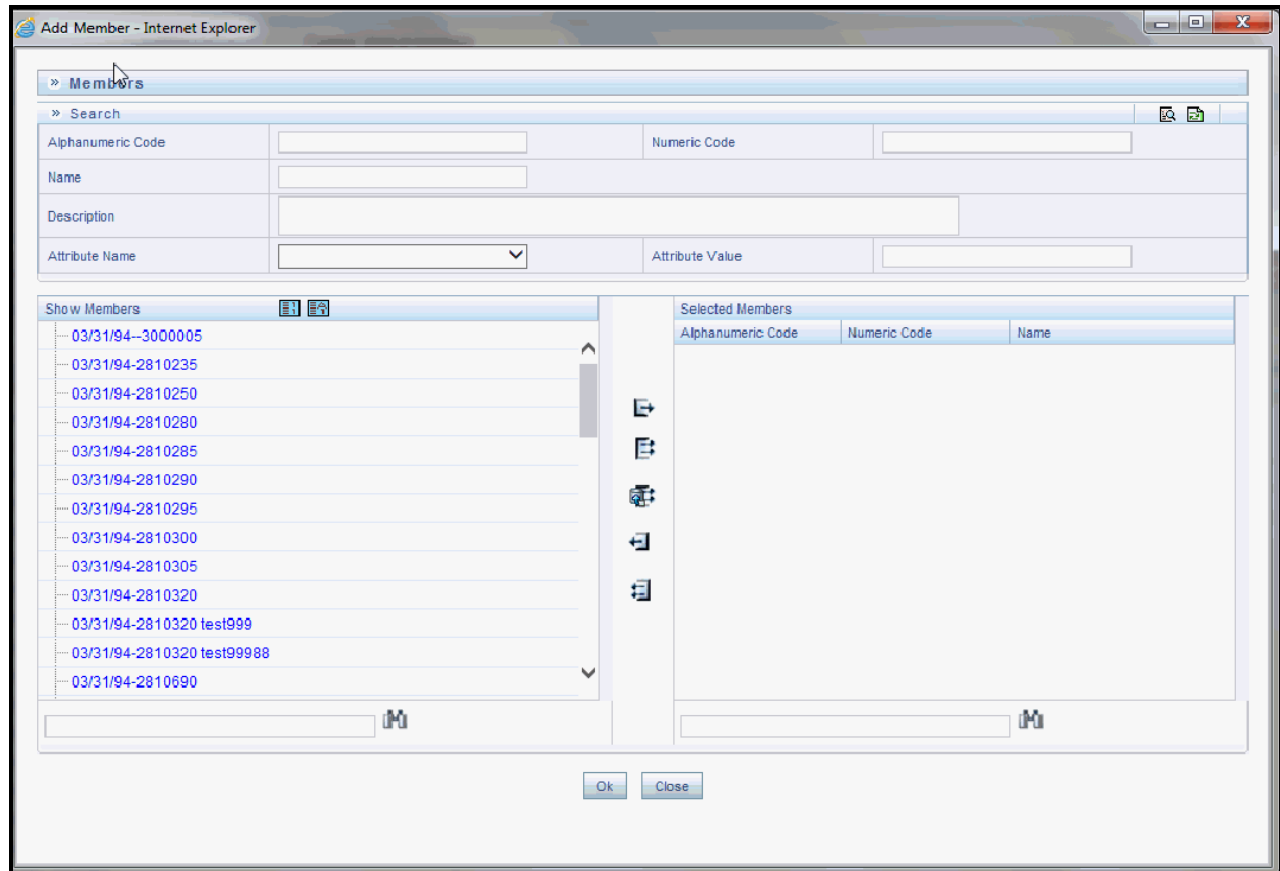 Add Member - Internet Explorer
» Members
» Search
Alphanumeric Code
Numeric Code
Name
Description
Attribute Name
Attribute Value
Show Members
Selected Members
Alphanumeric Code Numeric Code Name
03/31/94--3000005
03/31/94-2810235
03/31/94-2810250
03/31/94-2810280
03/31/94-2810285
03/31/94-2810290
03/31/94-2810295
03/31/94-2810300
03/31/94-2810305
03/31/94-2810320
03/31/94-2810320 test999
03/31/94-2810320 test99988
03/31/94-2810690
Ok
Close